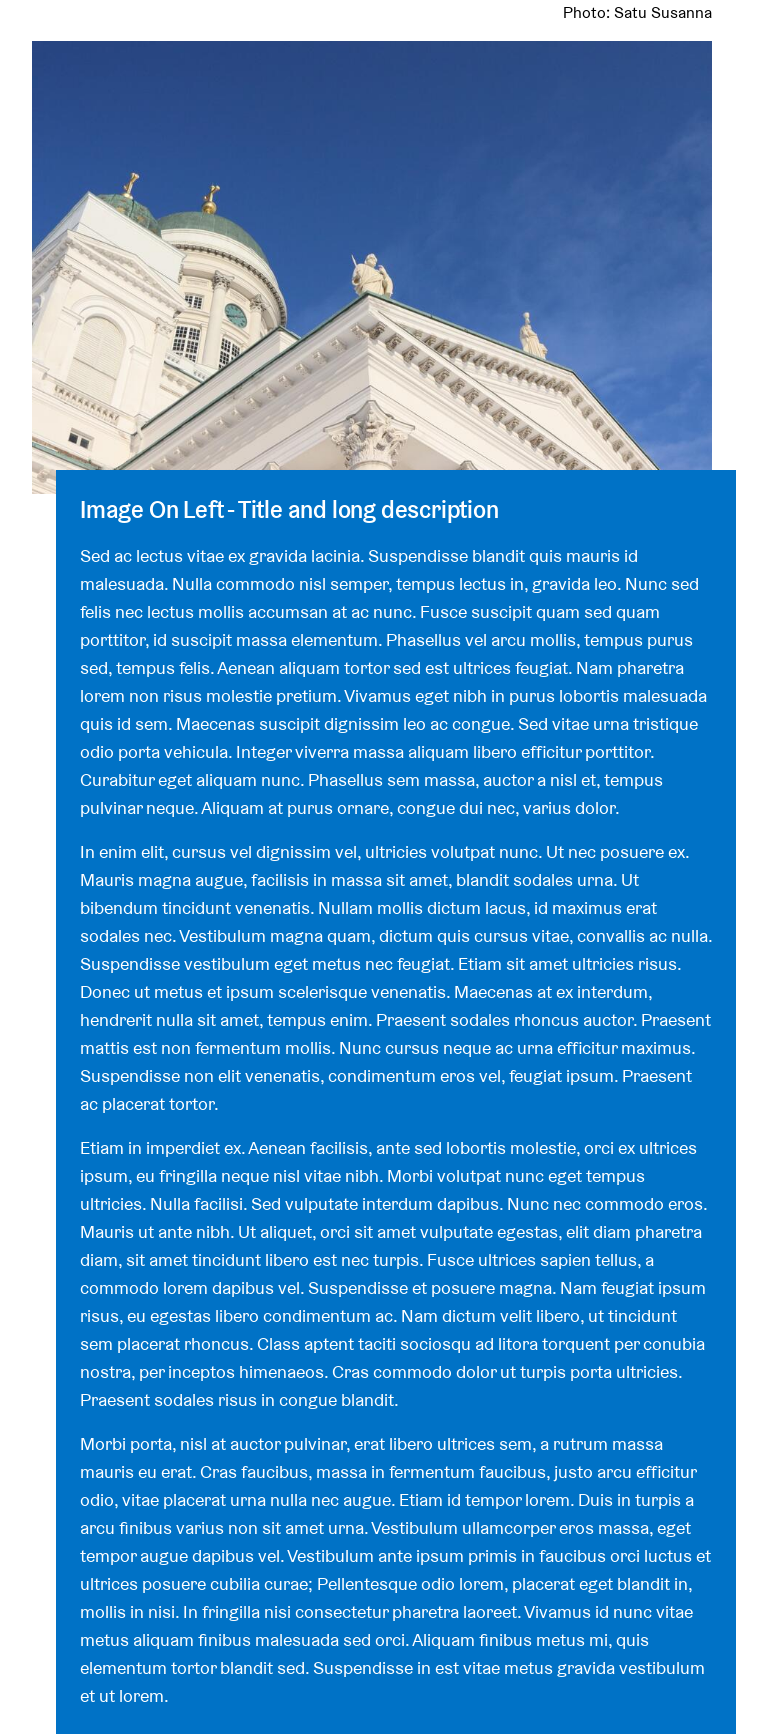 Photo: Satu Susanna
Image On Left - Title and long description
Sed ac lectus vitae ex gravida lacinia. Suspendisse blandit quis mauris id
malesuada. Nulla commodo nisl semper, tempus lectus in, gravida leo. Nunc sed
felis nec lectus mollis accumsan at ac nunc. Fusce suscipit quam sed quam
porttitor, id suscipit massa elementum. Phasellus vel arcu mollis, tempus purus
sed, tempus felis. Aenean aliquam tortor sed est ultrices feugiat. Nam pharetra
lorem non risus molestie pretium. Vivamus eget nibh in purus lobortis malesuada
quis id sem. Maecenas suscipit dignissim leo ac congue. Sed vitae urna tristique
odio porta vehicula. Integer viverra massa aliquam libero efficitur porttitor.
Curabitur eget aliquam nunc. Phasellus sem massa, auctor a nisl et, tempus
pulvinar neque. Aliquam at purus ornare, congue dui nec, varius dolor.
In enim elit, cursus vel dignissim vel, ultricies volutpat nunc. Ut nec posuere ex.
Mauris magna augue, facilisis in massa sit amet, blandit sodales urna. Ut
bibendum tincidunt venenatis. Nullam mollis dictum lacus, id maximus erat
sodales nec. Vestibulum magna quam, dictum quis cursus vitae, convallis ac nulla.
Suspendisse vestibulum eget metus nec feugiat. Etiam sit amet ultricies risus.
Donec ut metus et ipsum scelerisque venenatis. Maecenas at ex interdum,
hendrerit nulla sit amet, tempus enim. Praesent sodales rhoncus auctor. Praesent
mattis est non fermentum mollis. Nunc cursus neque ac urna efficitur maximus.
Suspendisse non elit venenatis, condimentum eros vel, feugiat ipsum. Praesent
ac placerat tortor.
Etiam in imperdiet ex. Aenean facilisis, ante sed lobortis molestie, orci ex ultrices
ipsum, eu fringilla neque nisl vitae nibh. Morbi volutpat nunc eget tempus
ultricies. Nulla facilisi. Sed vulputate interdum dapibus. Nunc nec commodo eros.
Mauris ut ante nibh. Ut aliquet, orci sit amet vulputate egestas, elit diam pharetra
diam, sit amet tincidunt libero est nec turpis. Fusce ultrices sapien tellus, a
commodo lorem dapibus vel. Suspendisse et posuere magna. Nam feugiat ipsum
risus, eu egestas libero condimentum ac. Nam dictum velit libero, ut tincidunt
sem placerat rhoncus. Class aptent taciti sociosqu ad litora torquent per conubia
nostra, per inceptos himenaeos. Cras commodo dolor ut turpis porta ultricies.
Praesent sodales risus in congue blandit.
Morbi porta, nisl at auctor pulvinar, erat libero ultrices sem, a rutrum massa
mauris eu erat. Cras faucibus, massa in fermentum faucibus, justo arcu efficitur
odio, vitae placerat urna nulla nec augue. Etiam id tempor lorem. Duis in turpis a
arcu finibus varius non sit amet urna. Vestibulum ullamcorper eros massa, eget
tempor augue dapibus vel. Vestibulum ante ipsum primis in faucibus orci luctus et
ultrices posuere cubilia curae; Pellentesque odio lorem, placerat eget blandit in,
mollis in nisi. In fringilla nisi consectetur pharetra laoreet. Vivamus id nunc vitae
metus aliquam finibus malesuada sed orci. Aliquam finibus metus mi, quis
elementum tortor blandit sed. Suspendisse in est vitae metus gravida vestibulum
et ut lorem.